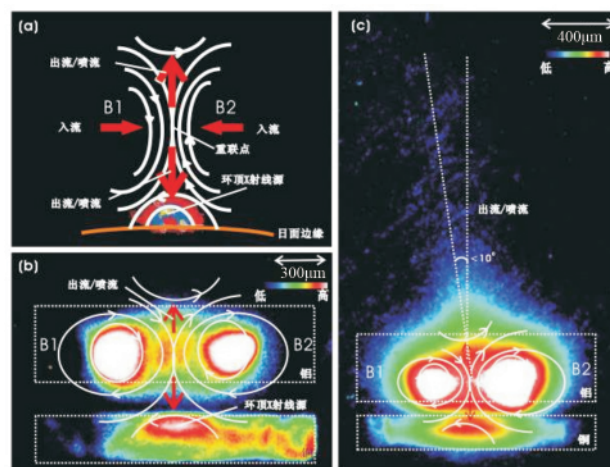 (a)
出流/喷流
B1
B2
入流
入流
重联点
出流/喷流
环顶X射线源
日面边缘
(b)
300μm
低 高
出流/喷流
B1
B2
铝
环顶X射线源
(c)
400μm
低 高
出流/喷流
<10°
B1
B2
铝
铜